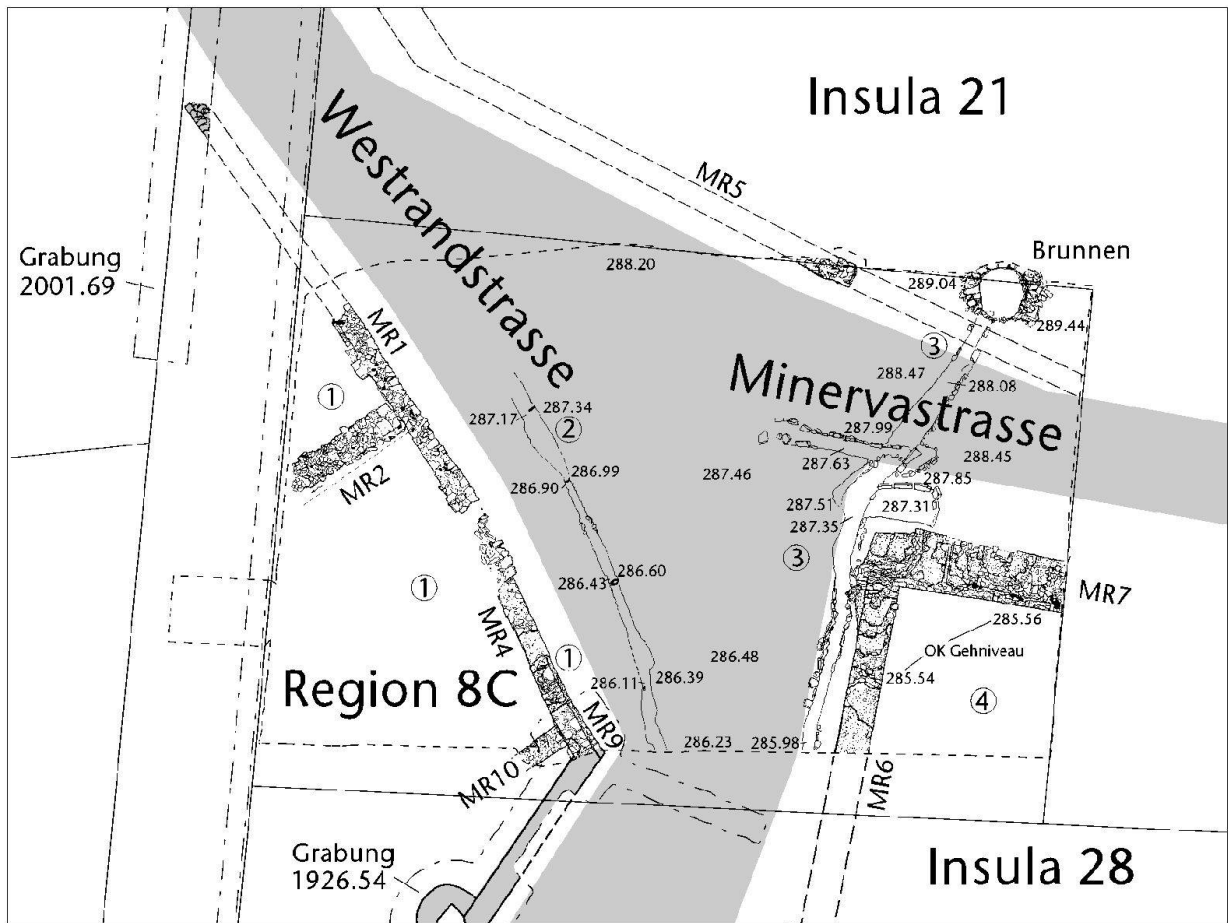 Insula 21
Westrandstrasse
MR5
Brunnen
Grabung
2001.69
288.20
289.04
289.44
MR1
3
288.47
288.08
Minervastrasse
1
287.34
287.17
2
287.99
288.45
MR2
286.99
286.90
287.46
287.63
287.85
287.51
287.31
287.35
3
1
286.60
286.43
MR7
285.56
OK Gehniveau
MR4
1
286.48
285.54
Region 8C
286.11
286.39
4
MR9
286.23
285.98
MR10
MR6
Grabung
1926.54
Insula 28